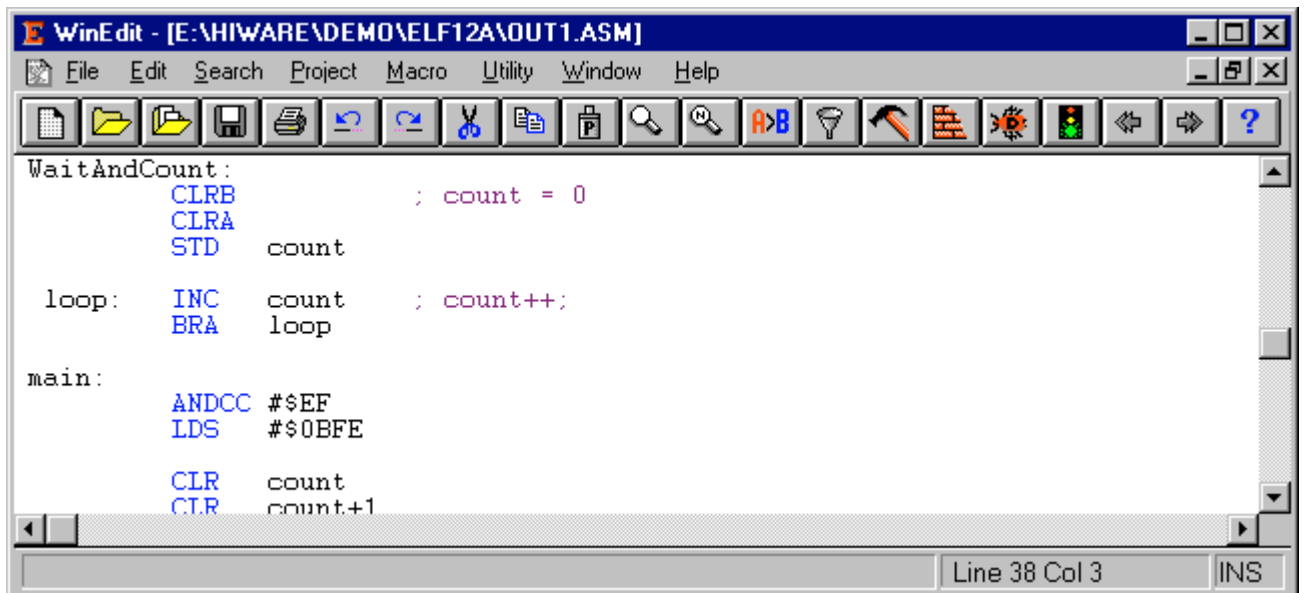 WinEdit - [E:\HIWARE\DEMO\ELF12A\OUT1.ASM]
File Edit Search Project Macro Utility Window Help
P N A>B D ?
WaitAndCount:
CLRB ; count = 0
CLRA
STD count
loop: INC count ; count++;
BRA loop
main:
ANDCC #$EF
LDS #$0BFE
CLR count
CLR count+1
Line 38 Col 3 INS